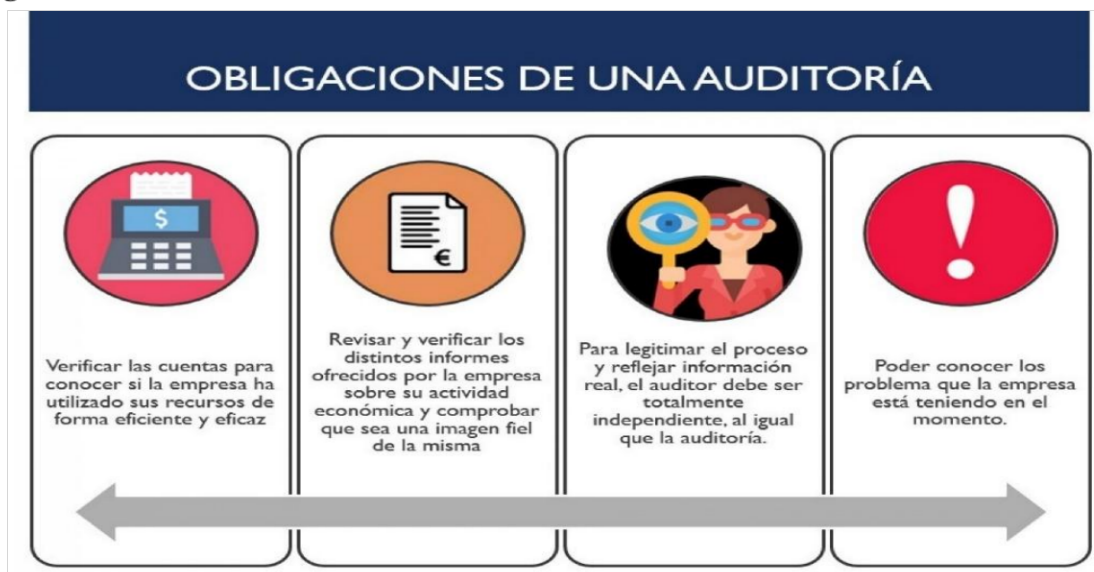 OBLIGACIONES DE UNA AUDITORÍA
$
Verificar las cuentas para
conocer si la empresa ha
utilizado sus recursos de
forma eficiente y eficaz
€
Revisar y verificar los
distintos informes
ofrecidos por la empresa
sobre su actividad
económica y comprobar
que sea una imagen fiel
de la misma
Para legitimar el proceso
y reflejar información
real, el auditor debe ser
totalmente
independiente, al igual
que la auditoría.
!
Poder conocer los
problema que la empresa
está teniendo en el
momento.